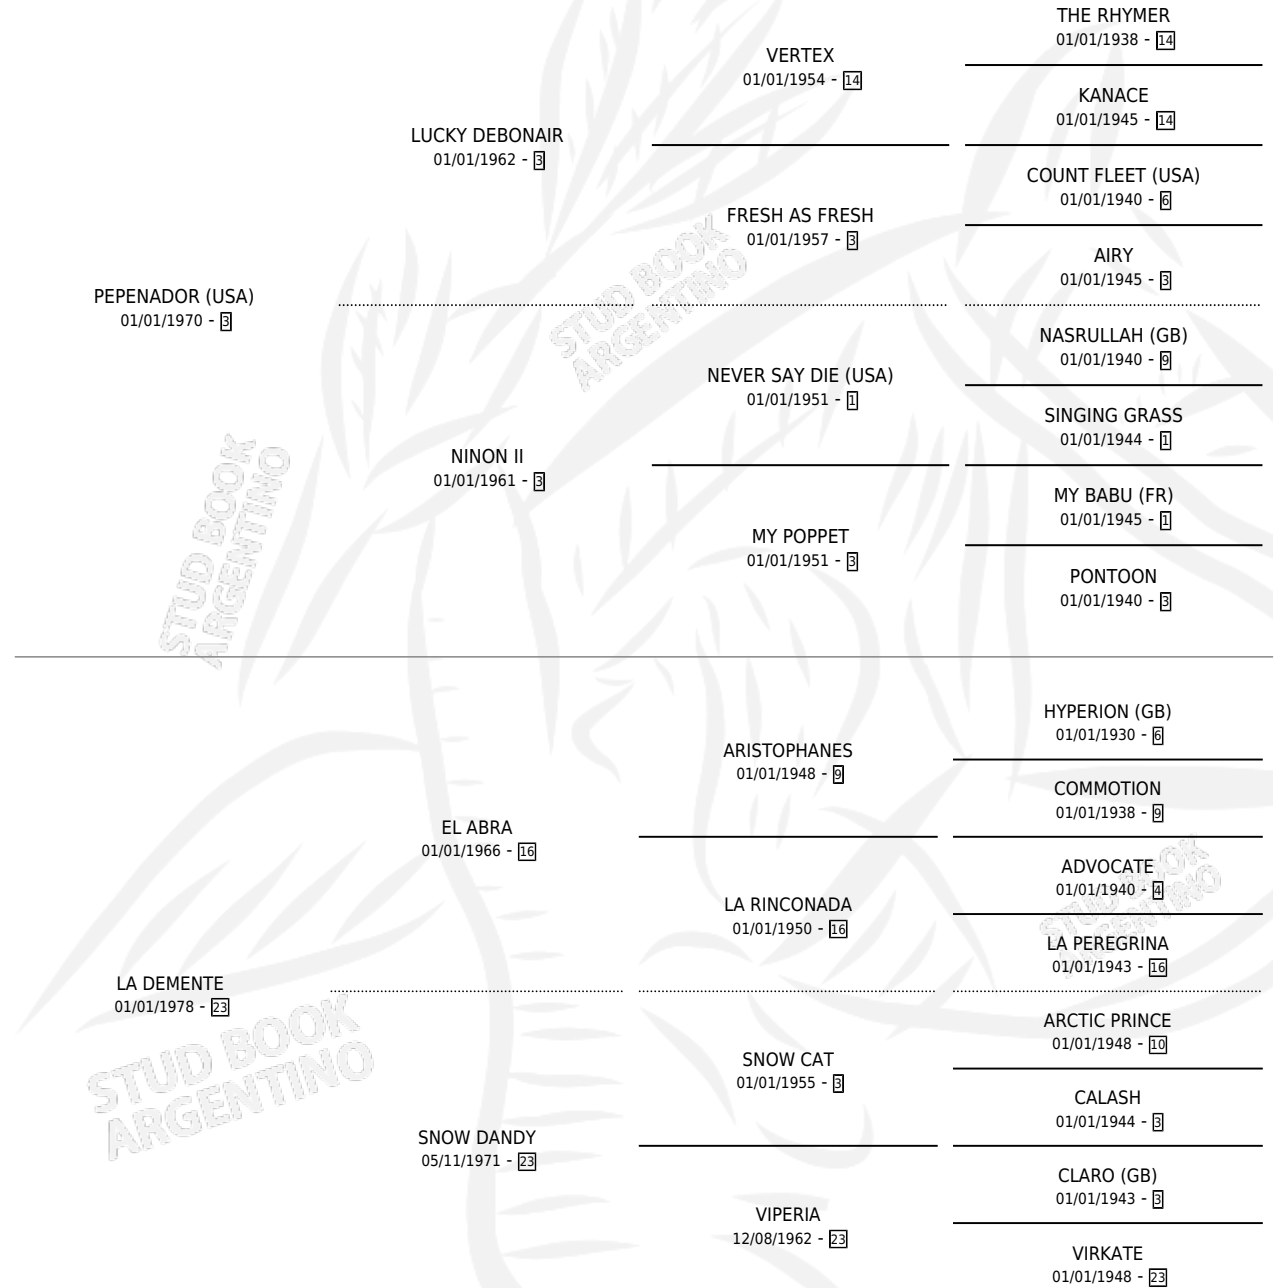 THE RHYMER
01/01/1938 - 14
VERTEX
01/01/1954 - 14
KANACE
01/01/1945 - 14
LUCKY DEBONAIR
01/01/1962 - 3
COUNT FLEET (USA)
01/01/1940 - 6
FRESH AS FRESH
01/01/1957 - 3
AIRY
01/01/1945 - 3
PEPENADOR (USA)
01/01/1970 - 3
STUD BOOK
ARGENTINO
NASRULLAH (GB)
01/01/1940 - 9
NEVER SAY DIE (USA)
01/01/1951 - 1
SINGING GRASS
01/01/1944 - 1
NINON II
01/01/1961 - 3
MY BABU (FR)
01/01/1945 - 1
MY POPPET
01/01/1951 - 3
PONTOON
01/01/1940 - 3
STUD BOOK
ARGENTINO
HYPERION (GB)
01/01/1930 - 6
ARISTOPHANES
01/01/1948 - 9
COMMOTION
01/01/1938 - 9
EL ABRA
01/01/1966 - 16
ADVOCATE
01/01/1940 - 4
STUD BOOK
ARGENTINO
LA RINCONADA
01/01/1950 - 16
LA PEREGRINA
01/01/1943 - 16
LA DEMENTE
01/01/1978 - 23
STUD BOOK
ARGENTINO
ARCTIC PRINCE
01/01/1948 - 10
SNOW CAT
01/01/1955 - 3
CALASH
01/01/1944 - 3
SNOW DANDY
05/11/1971 - 23
CLARO (GB)
01/01/1943 - 3
VIPERIA
12/08/1962 - 23
VIRKATE
01/01/1948 - 23